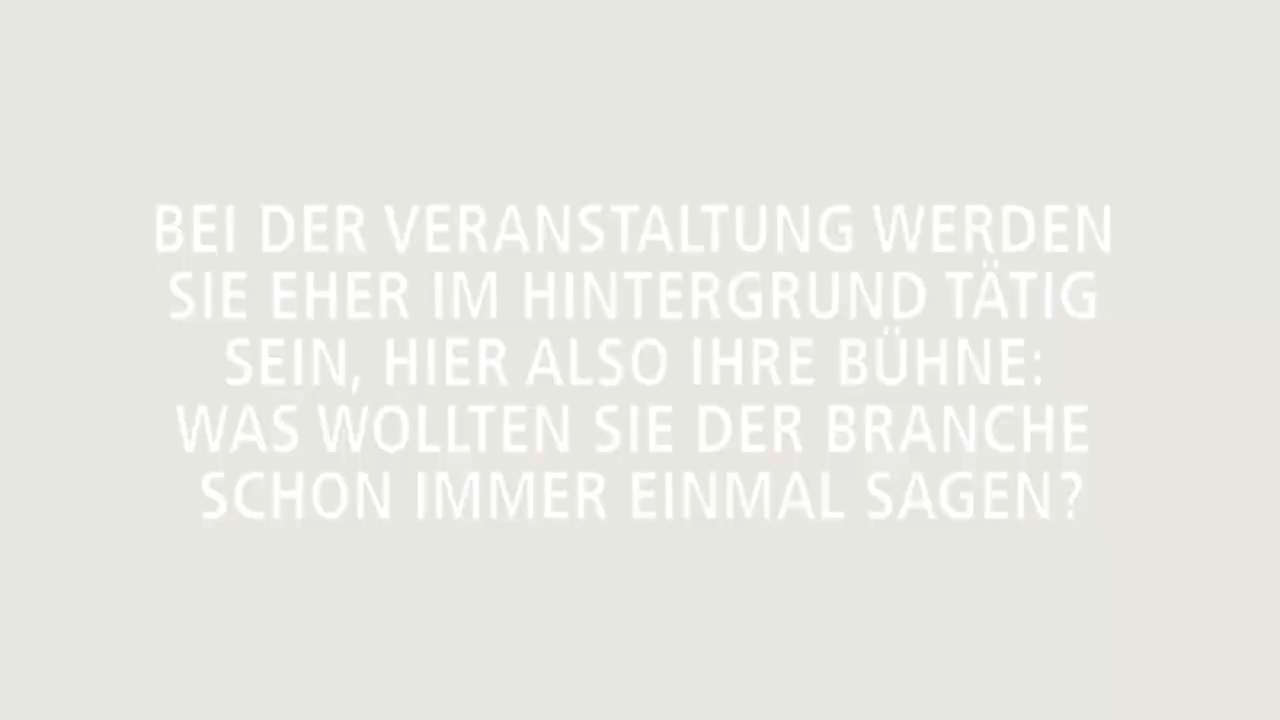 BEI DER VERANSTALTUNG WERDEN
SIE EHER IM HINTERGRUND TÄTIG
SEIN, HIER ALSO IHRE BÜHNE:
WAS WOLLTEN SIE DER BRANCHE
SCHON IMMER EINMAL SAGEN?